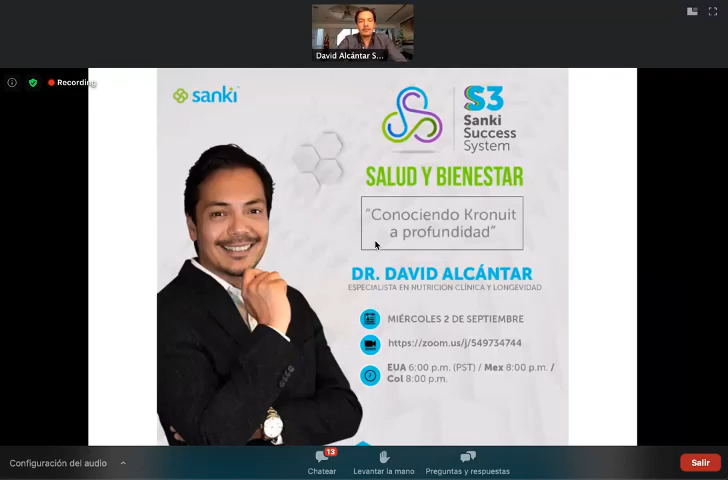 David Alcántar S...
Recording
sanki
S3
Sanki
Success
System
SALUD Y BIENESTAR
“Conociendo Kronuit
a profundidad”
DR. DAVID ALCÁNTAR
ESPECIALISTA EN NUTRICIÓN CLÍNICA Y LONGEVIDAD
MIÉRCOLES 2 DE SEPTIEMBRE
https://zoom.us/j/549734744
EUA 6:00 p.m. (PST) / Mex 8:00 p.m. /
Col 8:00 p.m.
Configuración del audio
13
Chatear
Levantar la mano
Preguntas y respuestas
Salir